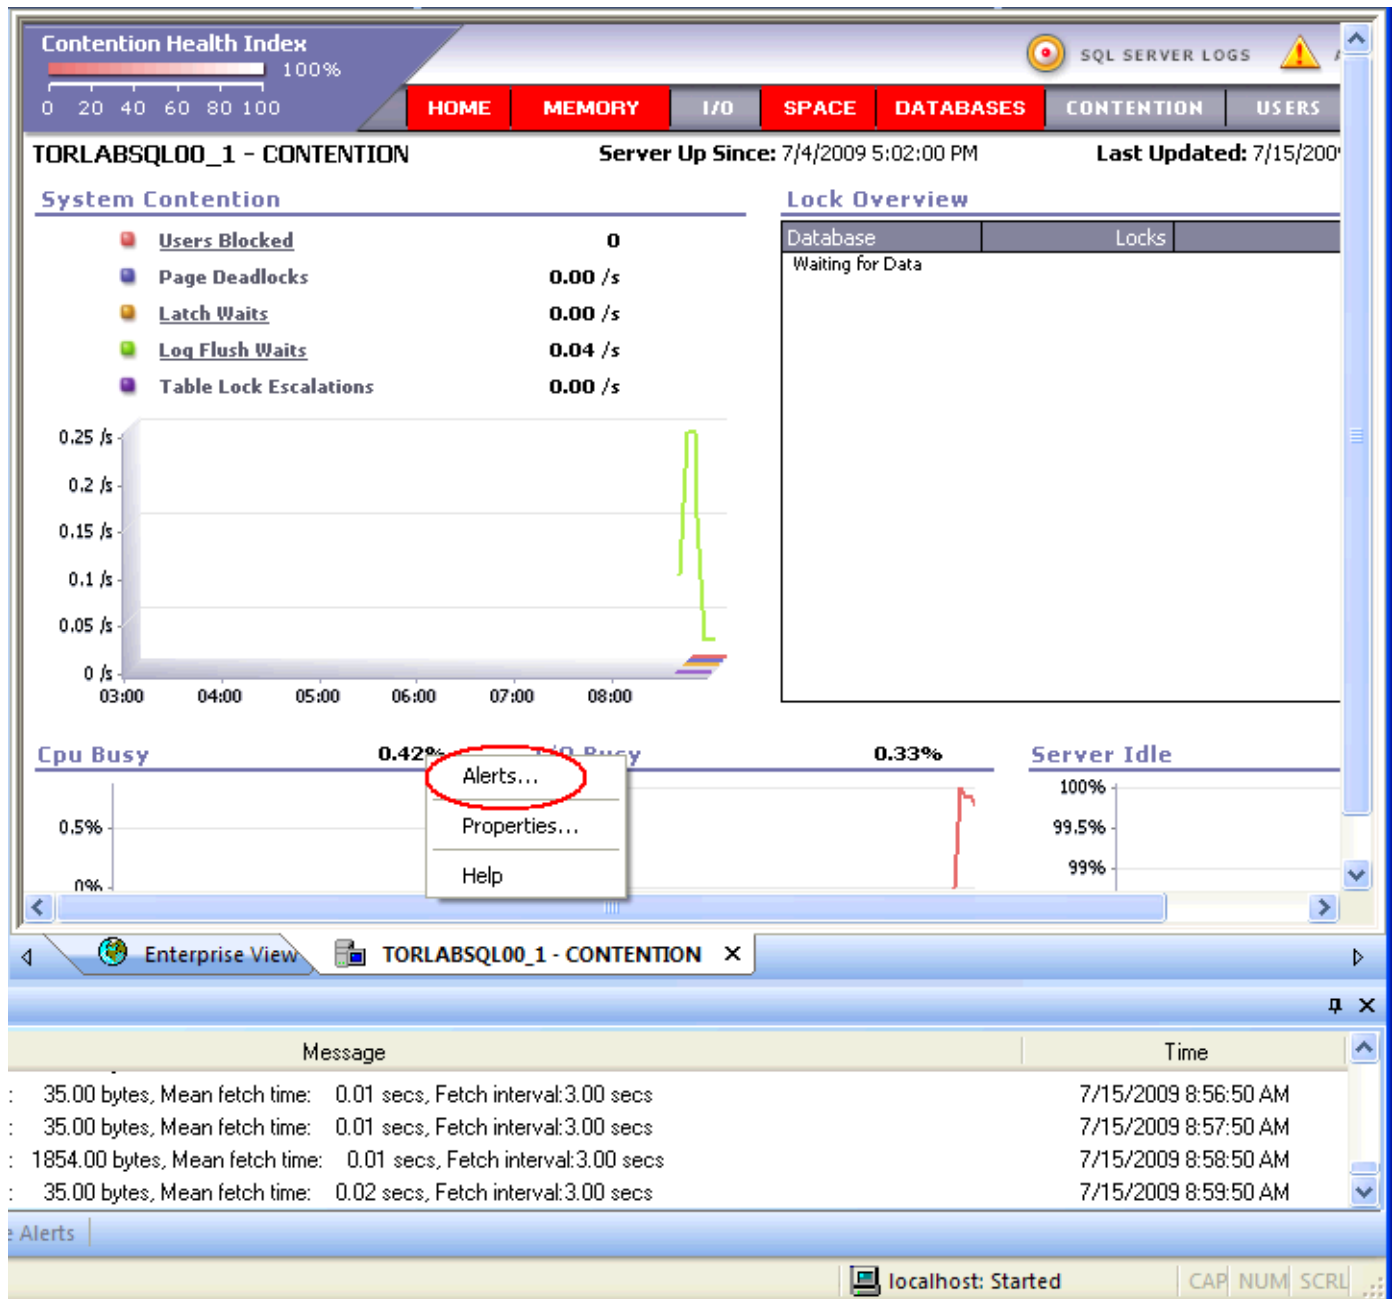 Contention Health Index
100%
0 20 40 60 80 100
SQL SERVER LOGS
HOME MEMORY I/O SPACE DATABASES CONTENTION USERS
TORLABSQL00_1 - CONTENTION Server Up Since: 7/4/2009 5:02:00 PM Last Updated: 7/15/200
System Contention
Users Blocked 0
Page Deadlocks 0.00 /s
Latch Waits 0.00 /s
Log Flush Waits 0.04 /s
Table Lock Escalations 0.00 /s
Lock Overview
Database Locks
Waiting for Data
0.25 /s
0.2 /s
0.15 /s
0.1 /s
0.05 /s
0 /s
03:00 04:00 05:00 06:00 07:00 08:00
Cpu Busy 0.42%
0.5%
0%
I/O Busy 0.33%
Server Idle
100%
99.5%
99%
Alerts...
Properties...
Help
Enterprise View TORLABSQL00_1 - CONTENTION
Message Time
: 35.00 bytes, Mean fetch time: 0.01 secs, Fetch interval:3.00 secs 7/15/2009 8:56:50 AM
: 35.00 bytes, Mean fetch time: 0.01 secs, Fetch interval:3.00 secs 7/15/2009 8:57:50 AM
: 1854.00 bytes, Mean fetch time: 0.01 secs, Fetch interval:3.00 secs 7/15/2009 8:58:50 AM
: 35.00 bytes, Mean fetch time: 0.02 secs, Fetch interval:3.00 secs 7/15/2009 8:59:50 AM
e Alerts
localhost: Started CAP NUM SCRL